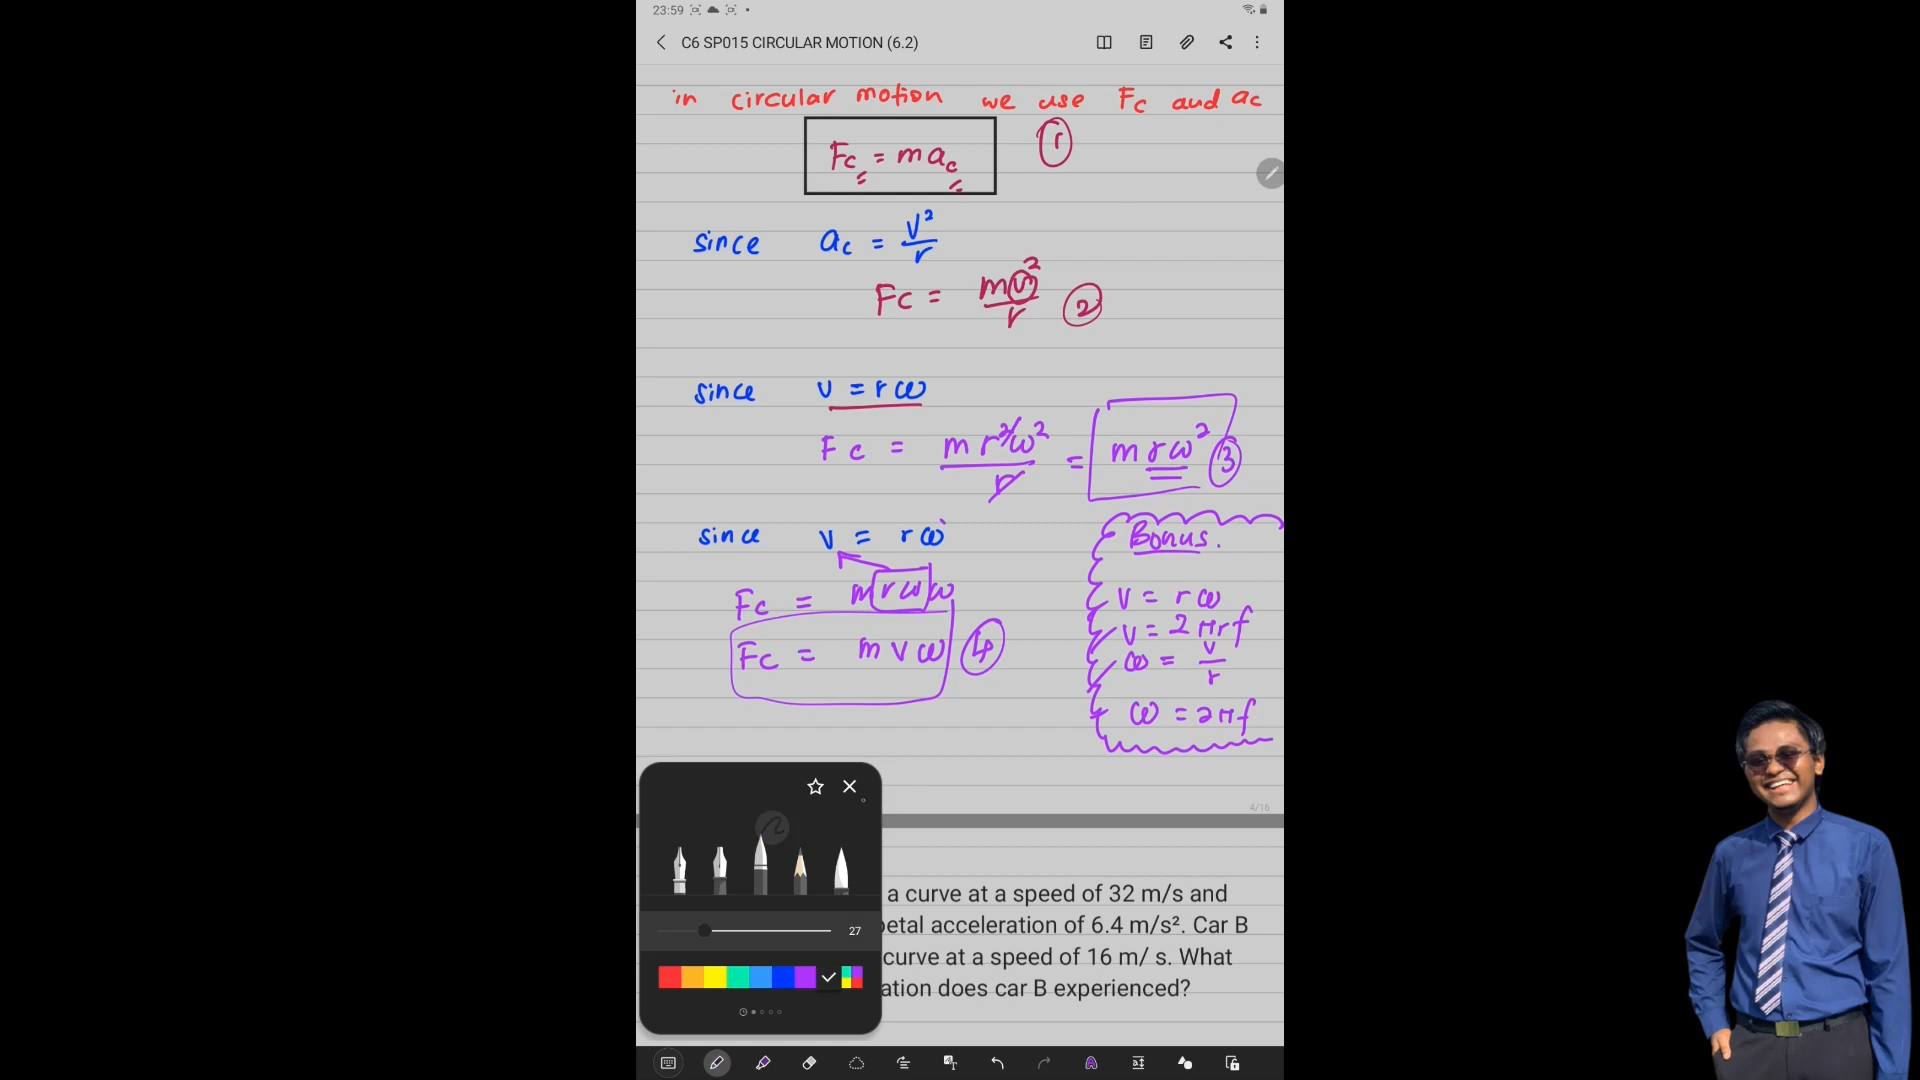 23:59
C6 SP015 CIRCULAR MOTION (6.2)
in circular motion we use Fc and ac
Fc = mac ①
since ac = v²/r
Fc = mv²/r ②
since v = rω
Fc = mr²ω²/r = mrω² ③
since v = rω
Fc = mrωω
Fc = mvω ④
Bonus.
v = rω
v = 2πrf
ω = v/r
ω = 2πf
4/16
a curve at a speed of 32 m/s and
etal acceleration of 6.4 m/s². Car B
curve at a speed of 16 m/ s. What
ation does car B experienced?
27